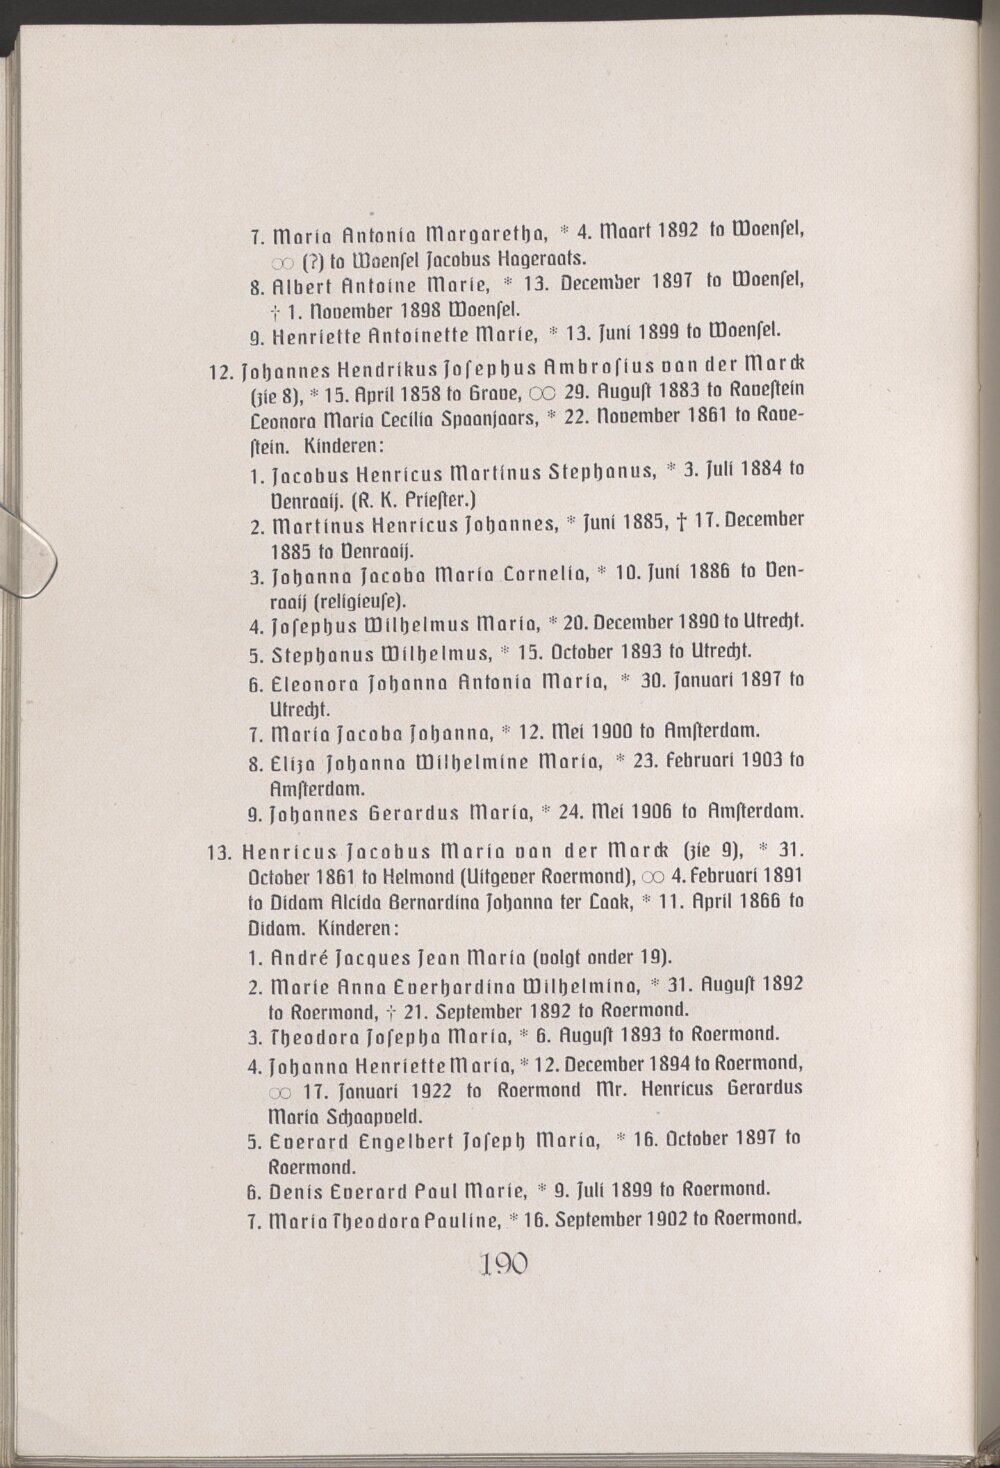 7. Maria Antonia Margaretha, * 4. Maart 1892 to Woensel,
∞ (?) to Woensel Jacobus Hageraats.
8. Albert Antoine Marie, * 13. December 1897 to Woensel,
† 1. November 1898 Woensel.
9. Henriette Antoinette Marie, * 13. Juni 1899 to Woensel.
12. Johannes Hendrikus Josephus Ambrosius van der Marck
(zie 8), * 15. April 1858 to Grave, ∞ 29. August 1883 to Ravestein
Leonora Maria Cecilia Spaanjaars, * 22. November 1861 to Rave-
stein. Kinderen:
1. Jacobus Henricus Martinus Stephanus, * 3. Juli 1884 to
Venraaij. (R. K. Priester.)
2. Martinus Henricus Johannes, * Juni 1885, † 17. December
1885 to Venraaij.
3. Johanna Jacoba Maria Cornelia, * 10. Juni 1886 to Ven-
raaij (religieuse).
4. Josephus Wilhelmus Maria, * 20. December 1890 to Utrecht.
5. Stephanus Wilhelmus, * 15. October 1893 to Utrecht.
6. Eleonora Johanna Antonia Maria, * 30. Januari 1897 to
Utrecht.
7. Maria Jacoba Johanna, * 12. Mei 1900 to Amsterdam.
8. Eliza Johanna Wilhelmine Maria, * 23. Februari 1903 to
Amsterdam.
9. Johannes Gerardus Maria, * 24. Mei 1906 to Amsterdam.
13. Henricus Jacobus Maria van der Marck (zie 9), * 31.
October 1861 to Helmond (Uitgever Roermond), ∞ 4. Februari 1891
to Didam Alcida Bernardina Johanna ter Laak, * 11. April 1866 to
Didam. Kinderen:
1. André Jacques Jean Maria (volgt onder 19).
2. Marie Anna Everhardina Wilhelmina, * 31. August 1892
to Roermond, † 21. September 1892 to Roermond.
3. Theodora Josepha Maria, * 6. August 1893 to Roermond.
4. Johanna Henriette Maria, * 12. December 1894 to Roermond,
∞ 17. Januari 1922 to Roermond Mr. Henricus Gerardus
Maria Schaapveld.
5. Everard Engelbert Joseph Maria, * 16. October 1897 to
Roermond.
6. Denis Everard Paul Marie, * 9. Juli 1899 to Roermond.
7. Maria Theodora Pauline, * 16. September 1902 to Roermond.
190